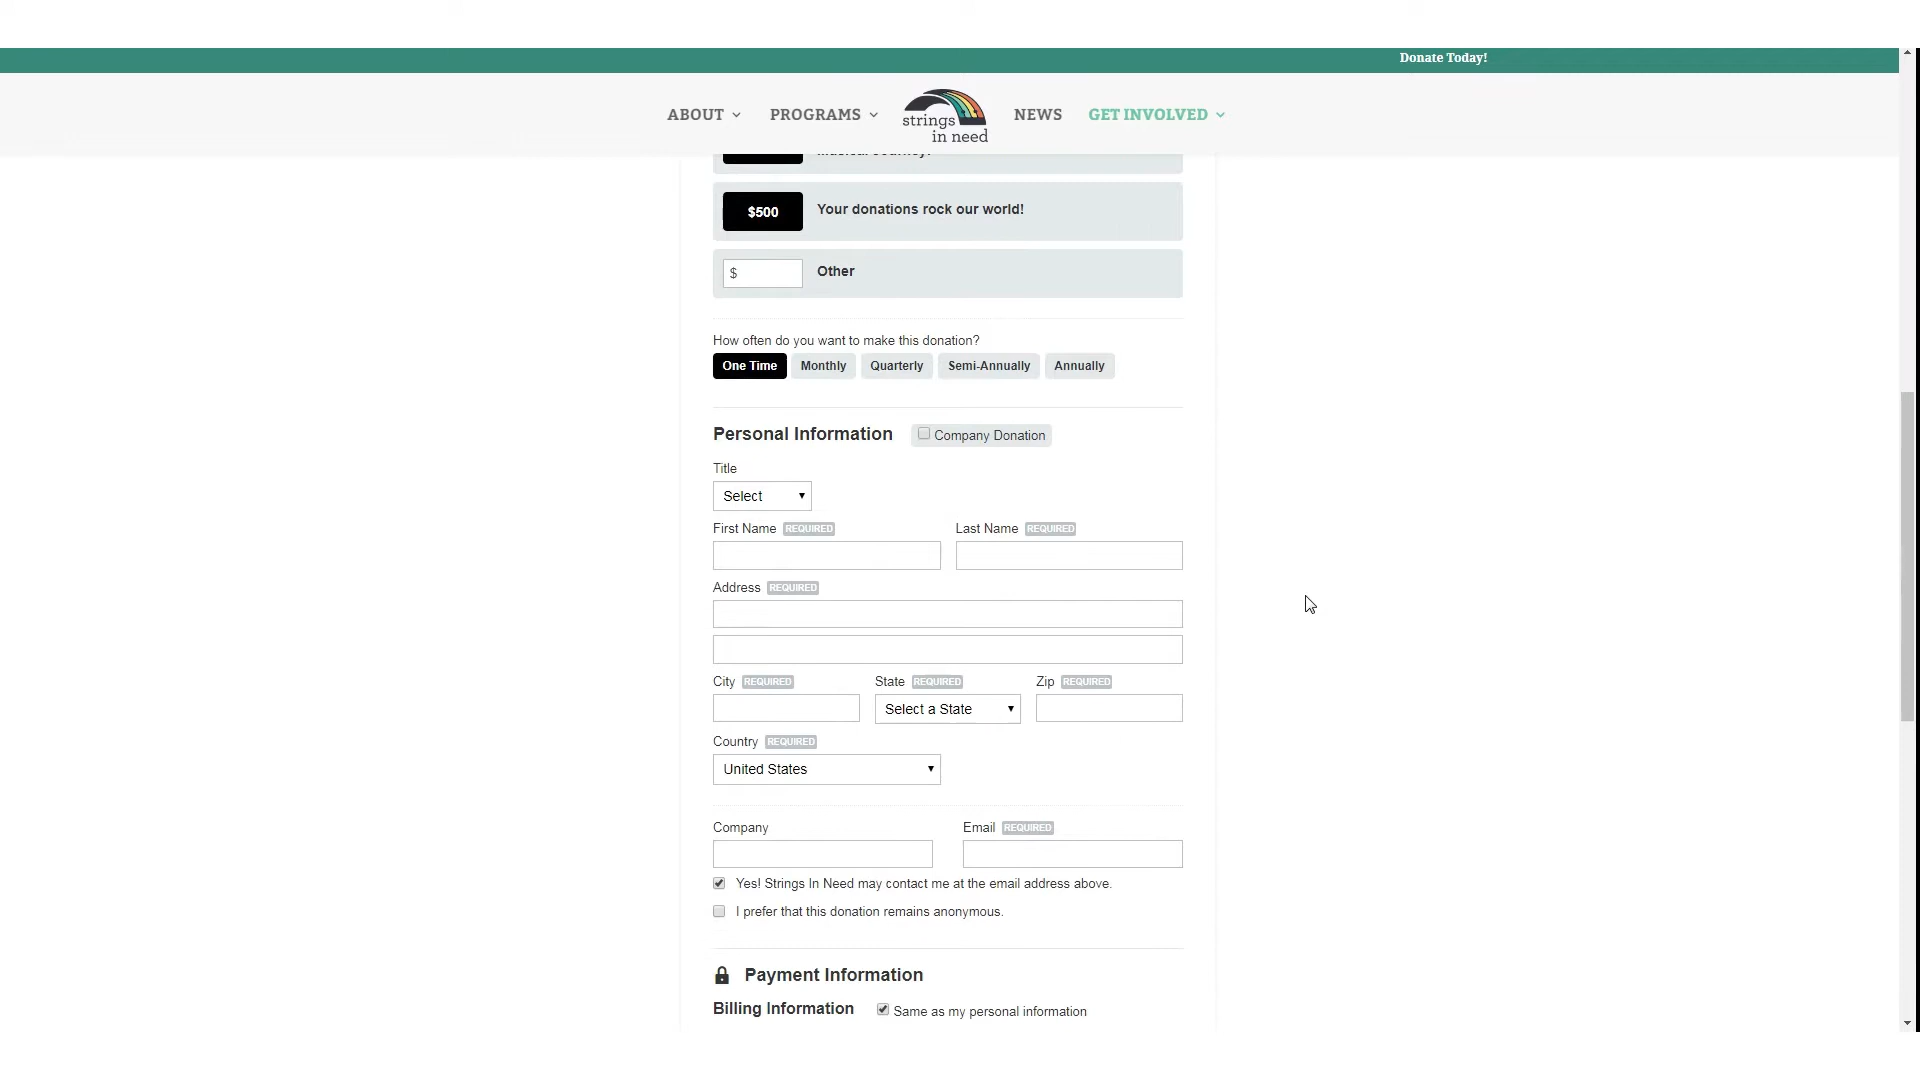 Donate Today!
ABOUT
PROGRAMS
strings
in need
NEWS
GET INVOLVED
$500
Your donations rock our world!
$
Other
How often do you want to make this donation?
One Time
Monthly
Quarterly
Semi-Annually
Annually
Personal Information
Company Donation
Title
Select
First Name REQUIRED
Last Name REQUIRED
Address REQUIRED
City REQUIRED
State REQUIRED
Zip REQUIRED
Select a State
Country REQUIRED
United States
Company
Email REQUIRED
Yes! Strings In Need may contact me at the email address above.
I prefer that this donation remains anonymous.
Payment Information
Billing Information
Same as my personal information